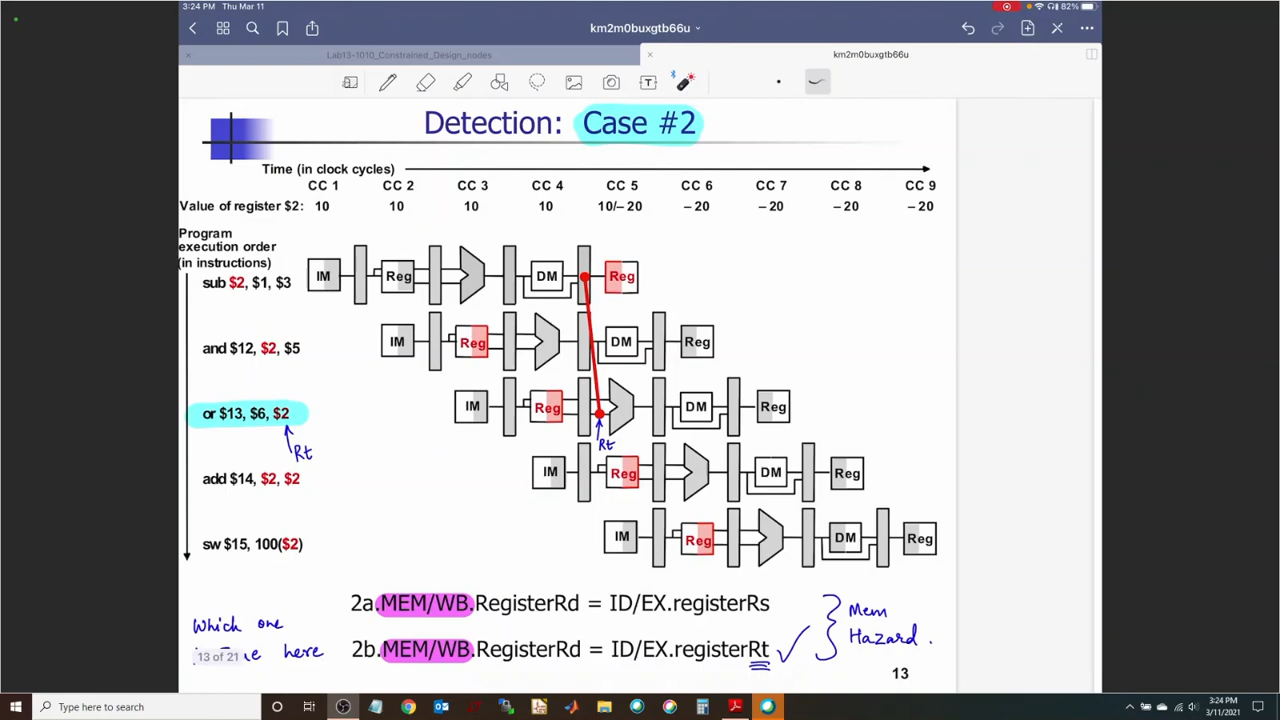 3:24 PM Thu Mar 11
82%
km2m0buxgtb66u
Lab13-1010_Constrained_Design_nodes
km2m0buxgtb66u
Detection: Case #2
Time (in clock cycles)
CC 1 CC 2 CC 3 CC 4 CC 5 CC 6 CC 7 CC 8 CC 9
Value of register $2: 10 10 10 10 10/– 20 – 20 – 20 – 20 – 20
Program
execution order
(in instructions)
sub $2, $1, $3
IM Reg DM Reg
and $12, $2, $5
IM Reg DM Reg
or $13, $6, $2
IM Reg DM Reg
Rt
Rt
add $14, $2, $2
IM Reg DM Reg
sw $15, 100($2)
IM Reg DM Reg
2a.MEM/WB.RegisterRd = ID/EX.registerRs
2b.MEM/WB.RegisterRd = ID/EX.registerRt
Mem
Hazard.
Which one
here
13 of 21
13
Type here to search
3:24 PM
3/11/2021